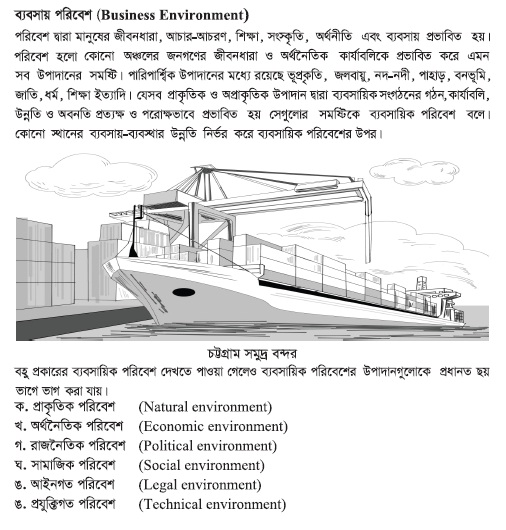 ব্যবসায় পরিবেশ (Business Environment)
পরিবেশ দ্বারা মানুষের জীবনধারা, আচার-আচরণ, শিক্ষা, সংস্কৃতি, অর্থনীতি এবং ব্যবসায় প্রভাবিত হয়।
পরিবেশ হলো কোনো অঞ্চলের জনগণের জীবনধারা ও অর্থনৈতিক কার্যাবলিকে প্রভাবিত করে এমন
সব উপাদানের সমষ্টি। পারিপার্শ্বিক উপাদানের মধ্যে রয়েছে ভূপ্রকৃতি, জলবায়ু, নদ-নদী, পাহাড়, বনভূমি,
জাতি, ধর্ম, শিক্ষা ইত্যাদি। যেসব প্রাকৃতিক ও অপ্রাকৃতিক উপাদান দ্বারা ব্যবসায়িক সংগঠনের গঠন, কার্যাবলি,
উন্নতি ও অবনতি প্রত্যক্ষ ও পরোক্ষভাবে প্রভাবিত হয় সেগুলোর সমষ্টিকে ব্যবসায়িক পরিবেশ বলে।
কোনো স্থানের ব্যবসায়-ব্যবস্থার উন্নতি নির্ভর করে ব্যবসায়িক পরিবেশের উপর।
চট্টগ্রাম সমুদ্র বন্দর
বহু প্রকারের ব্যবসায়িক পরিবেশ দেখতে পাওয়া গেলেও ব্যবসায়িক পরিবেশের উপাদানগুলোকে প্রধানত ছয়
ভাগে ভাগ করা যায়।
ক. প্রাকৃতিক পরিবেশ (Natural environment)
খ. অর্থনৈতিক পরিবেশ (Economic environment)
গ. রাজনৈতিক পরিবেশ (Political environment)
ঘ. সামাজিক পরিবেশ (Social environment)
ঙ. আইনগত পরিবেশ (Legal environment)
ঙ. প্রযুক্তিগত পরিবেশ (Technical environment)